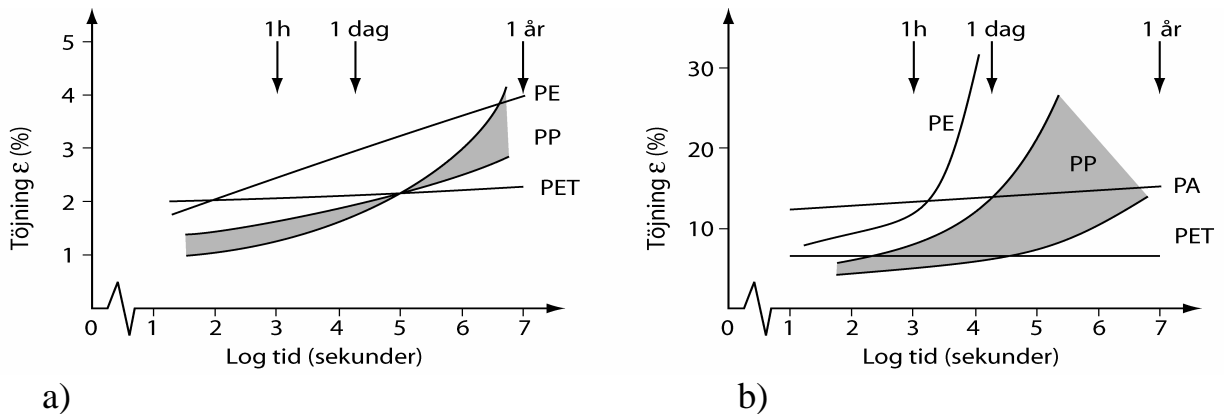 1h 1 dag 1 år
5
4
3
2
1
Töjning ε (%)
PE
PP
PET
0 1 2 3 4 5 6 7
Log tid (sekunder)
a)
1h 1 dag 1 år
30
20
10
Töjning ε (%)
PE
PP
PA
PET
0 1 2 3 4 5 6 7
Log tid (sekunder)
b)